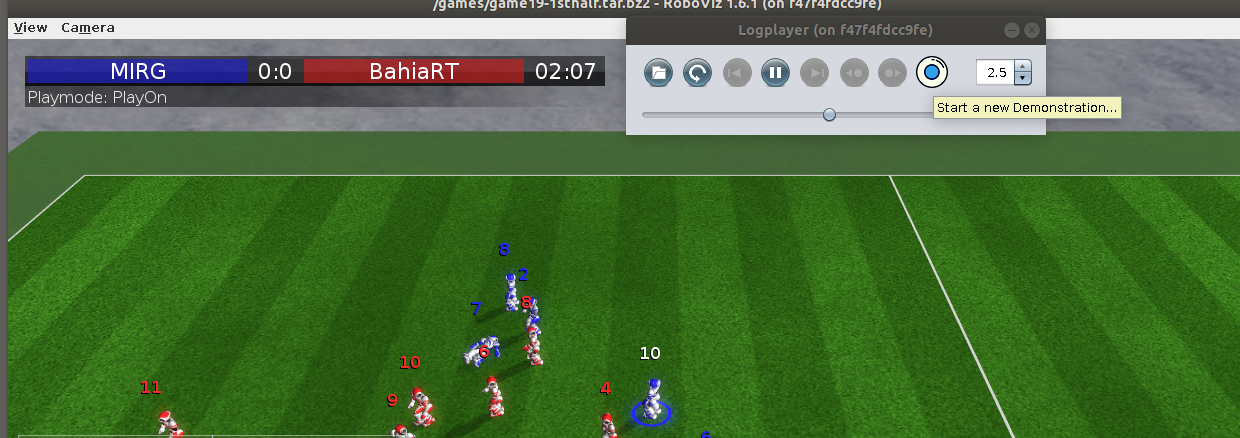 /games/game19-1sthalf.tar.bz2 - RoboViz 1.6.1 (on f47f4fdcc9fe)
View Camera
Logplayer (on f47f4fdcc9fe)
MIRG 0:0 BahiaRT 02:07
2.5
Playmode: PlayOn
Start a new Demonstration...
8
2
7
8
6
10
10
11
9
4
6